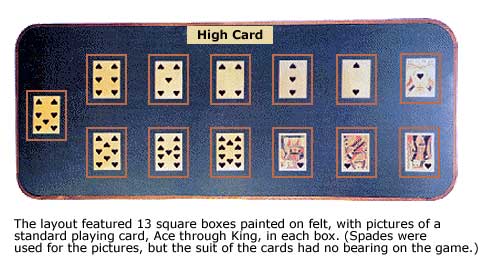 High Card
The layout featured 13 square boxes painted on felt, with pictures of a
standard playing card, Ace through King, in each box. (Spades were
used for the pictures, but the suit of the cards had no bearing on the game.)